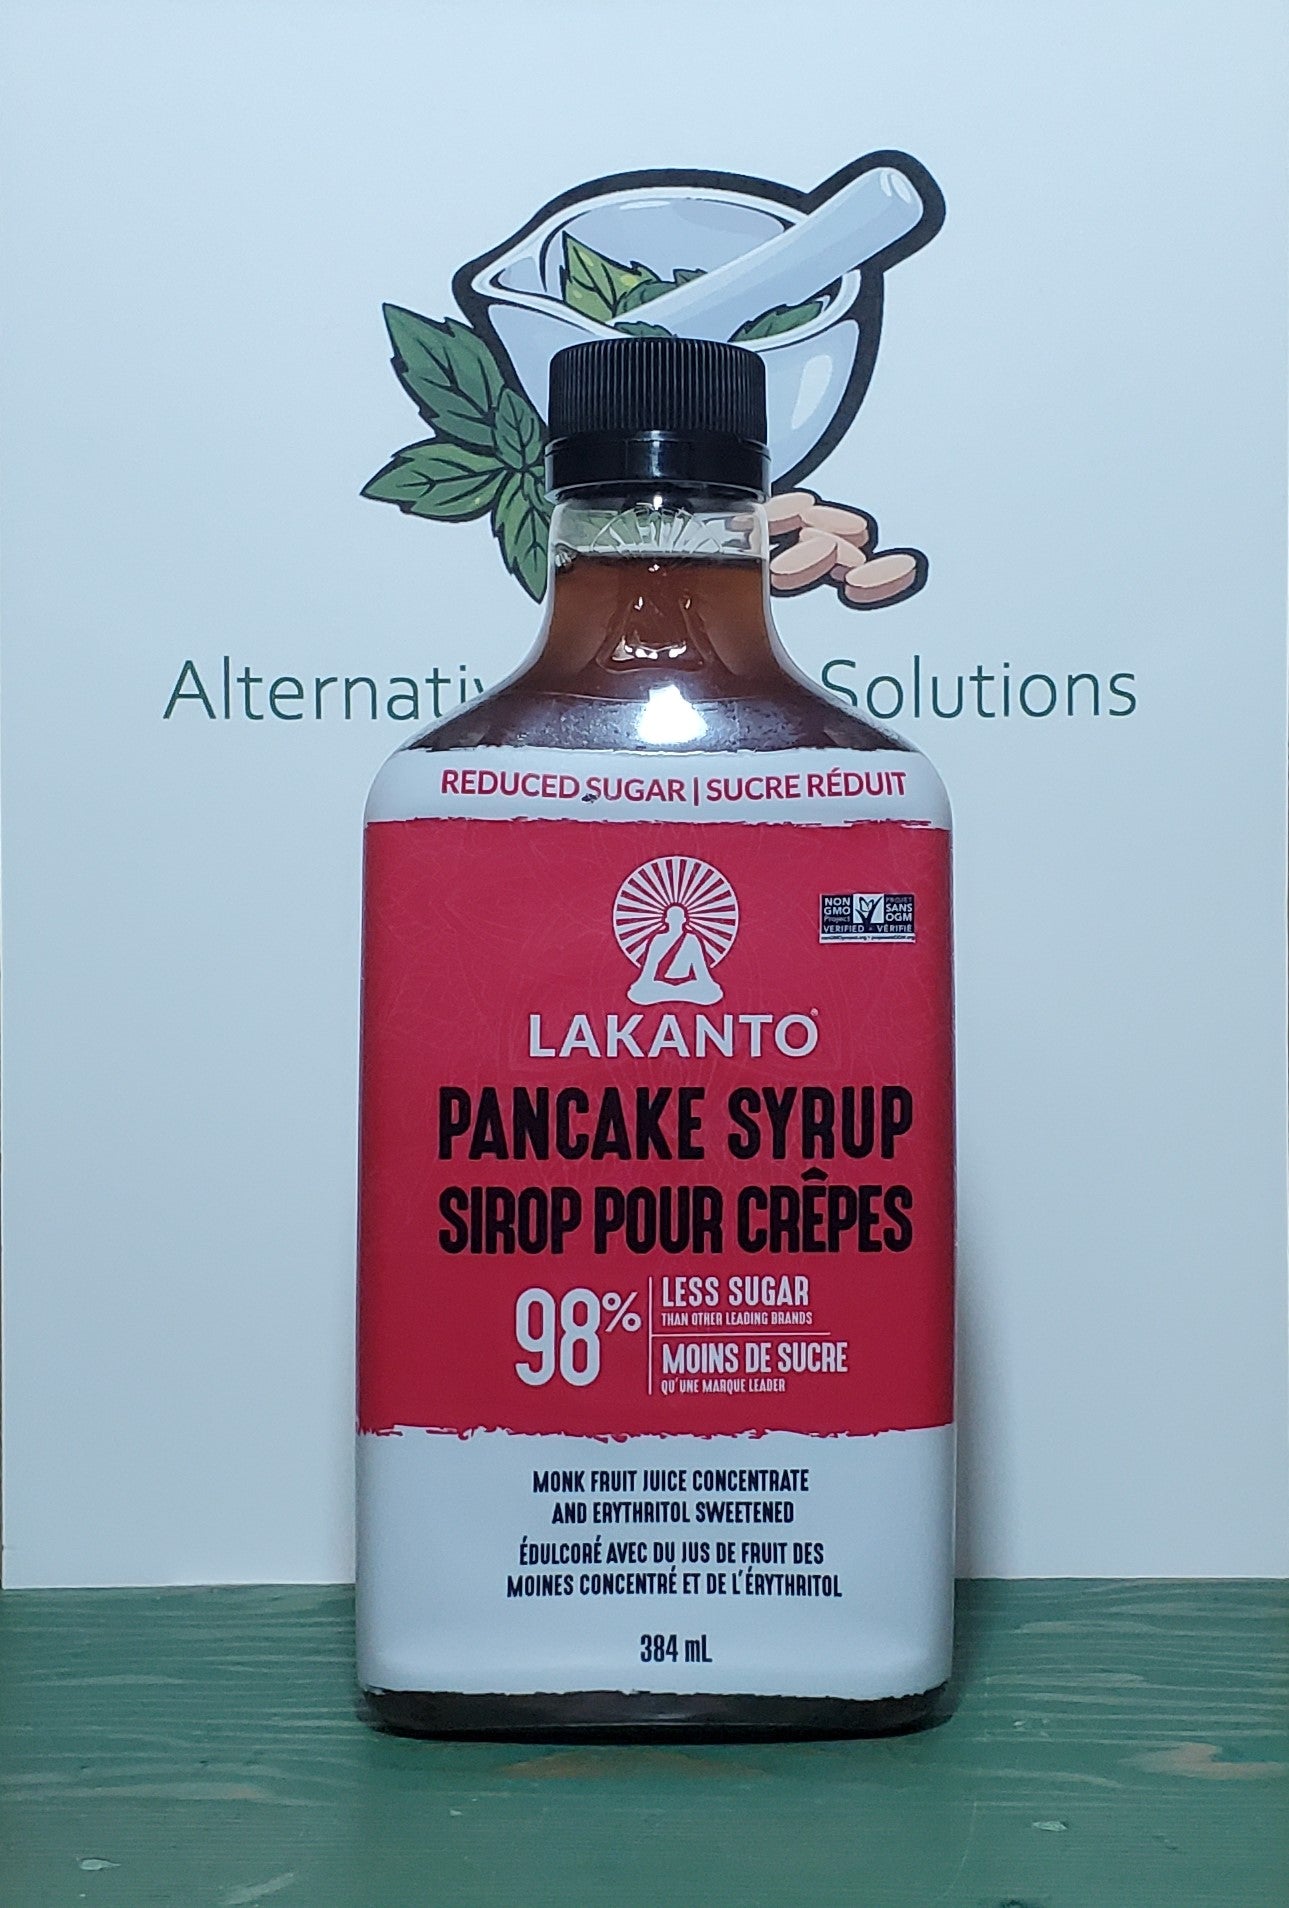 Alternati Solutions
REDUCED SUGAR | SUCRE RÉDUIT
NON GMO Project VERIFIED
PROJET SANS OGM VÉRIFIÉ
LAKANTO
PANCAKE SYRUP
SIROP POUR CRÊPES
98%
LESS SUGAR
THAN OTHER LEADING BRANDS
MOINS DE SUCRE
QU'UNE MARQUE LEADER
MONK FRUIT JUICE CONCENTRATE
AND ERYTHRITOL SWEETENED
ÉDULCORÉ AVEC DU JUS DE FRUIT DES
MOINES CONCENTRÉ ET DE L'ÉRYTHRITOL
384 mL